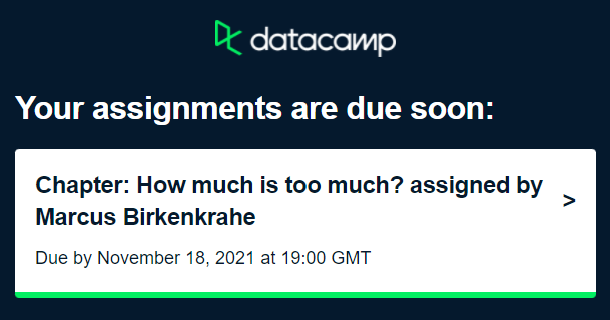 datacamp
Your assignments are due soon:
Chapter: How much is too much? assigned by
Marcus Birkenkrahe
>
Due by November 18, 2021 at 19:00 GMT